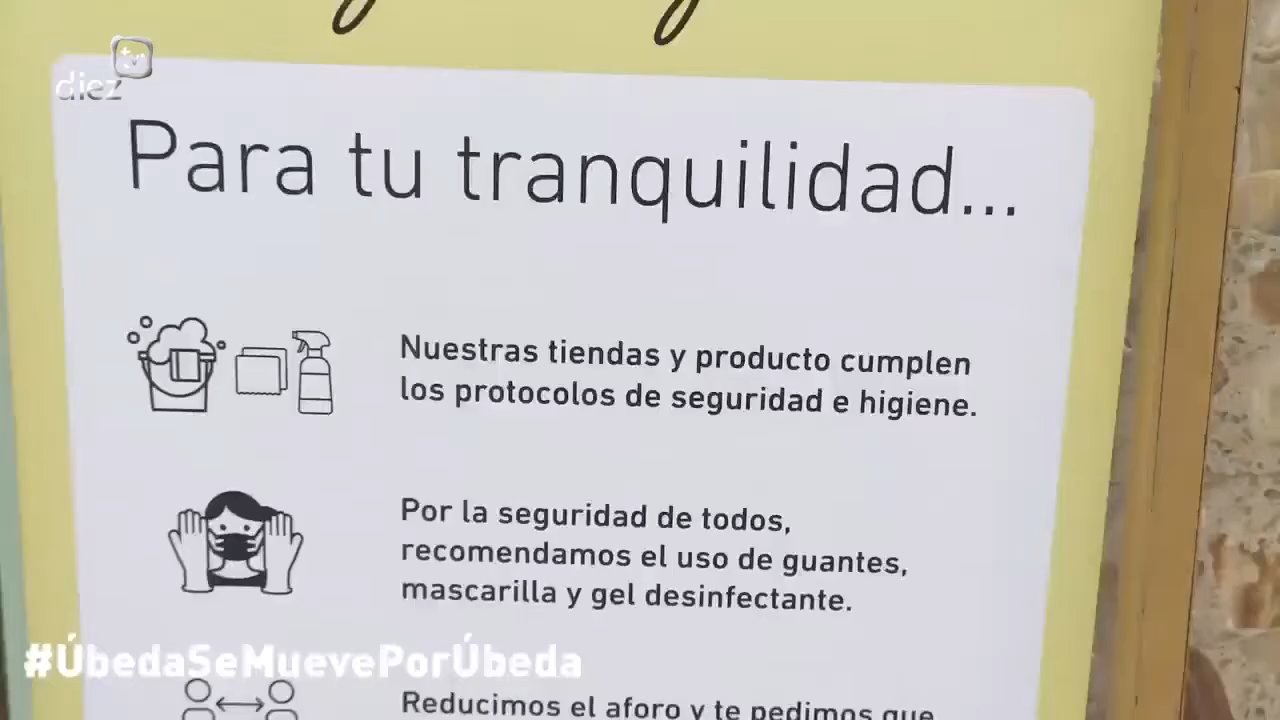 diez tv
Para tu tranquilidad...
Nuestras tiendas y producto cumplen
los protocolos de seguridad e higiene.
Por la seguridad de todos,
recomendamos el uso de guantes,
mascarilla y gel desinfectante.
#ÚbedaSeMuevePorÚbeda
Reducimos el aforo y te pedimos que